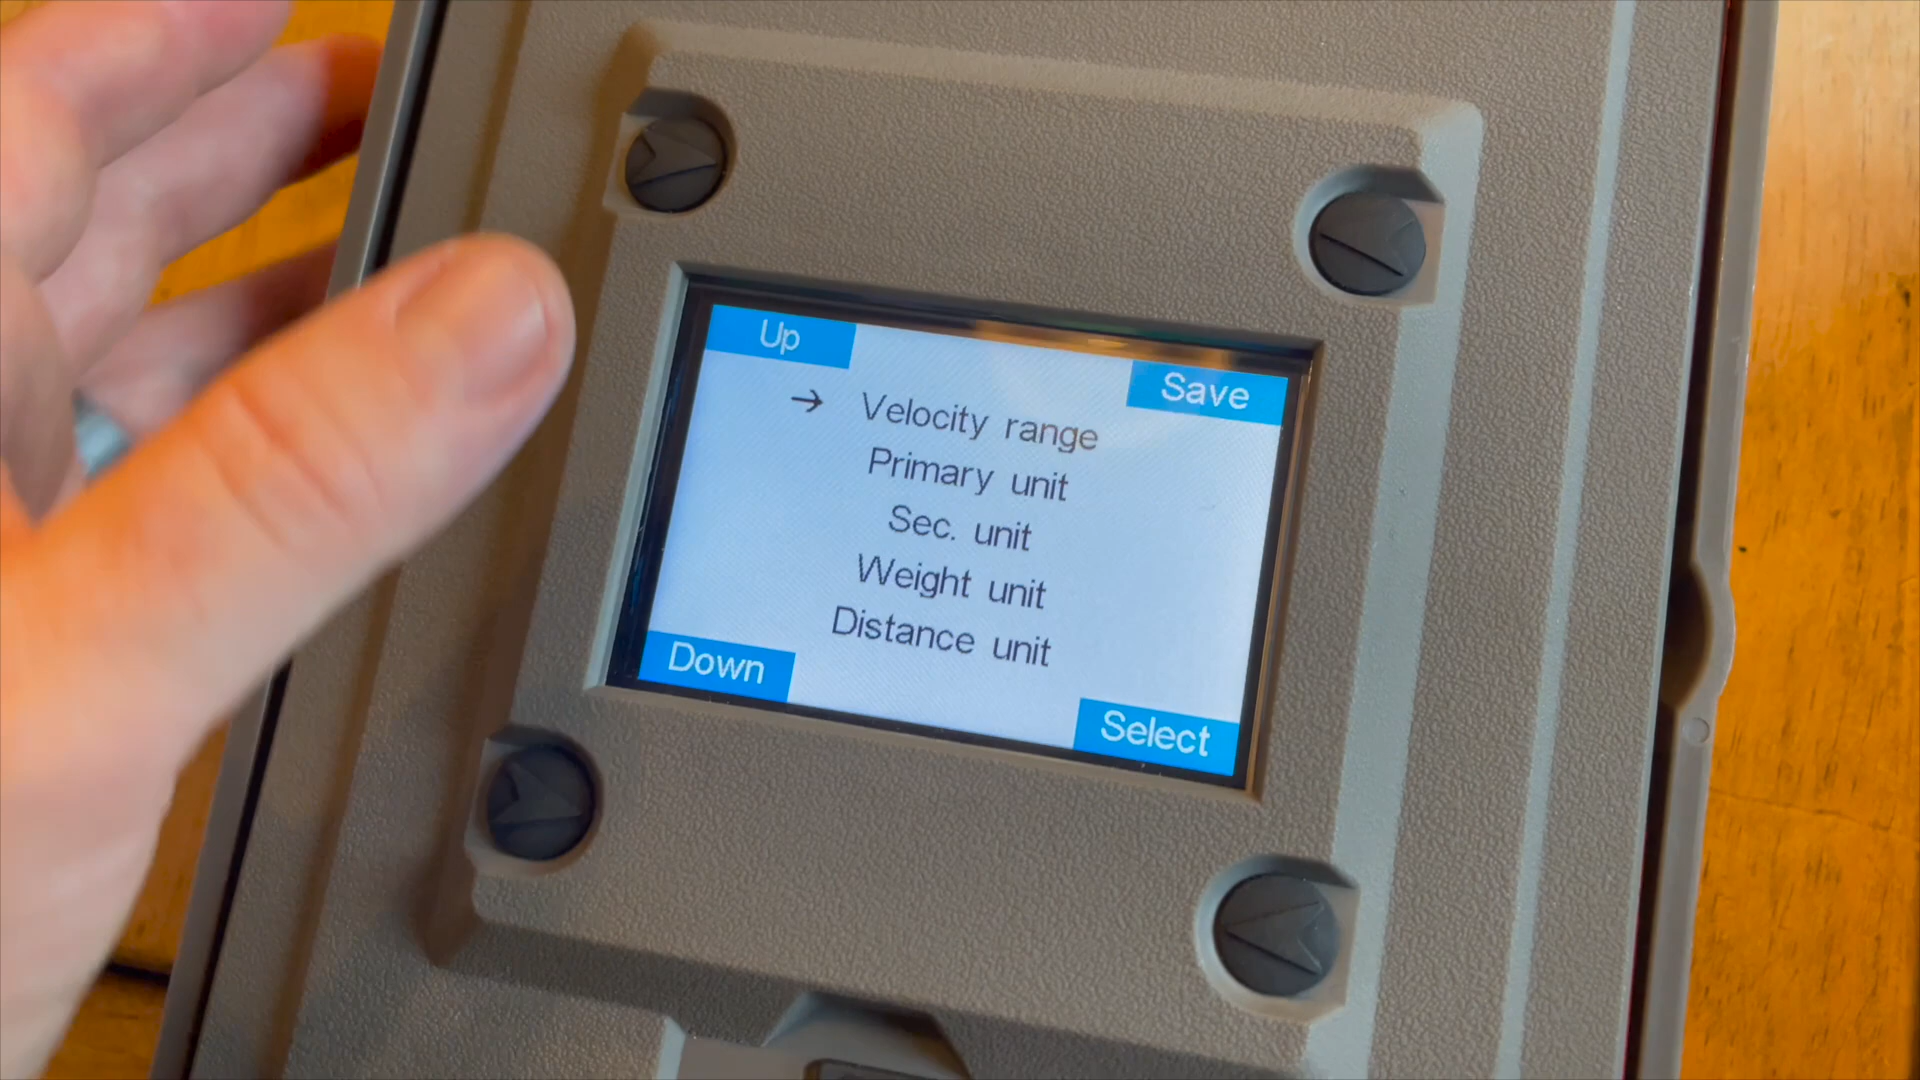 Up
Save
→ Velocity range
Primary unit
Sec. unit
Weight unit
Distance unit
Down
Select